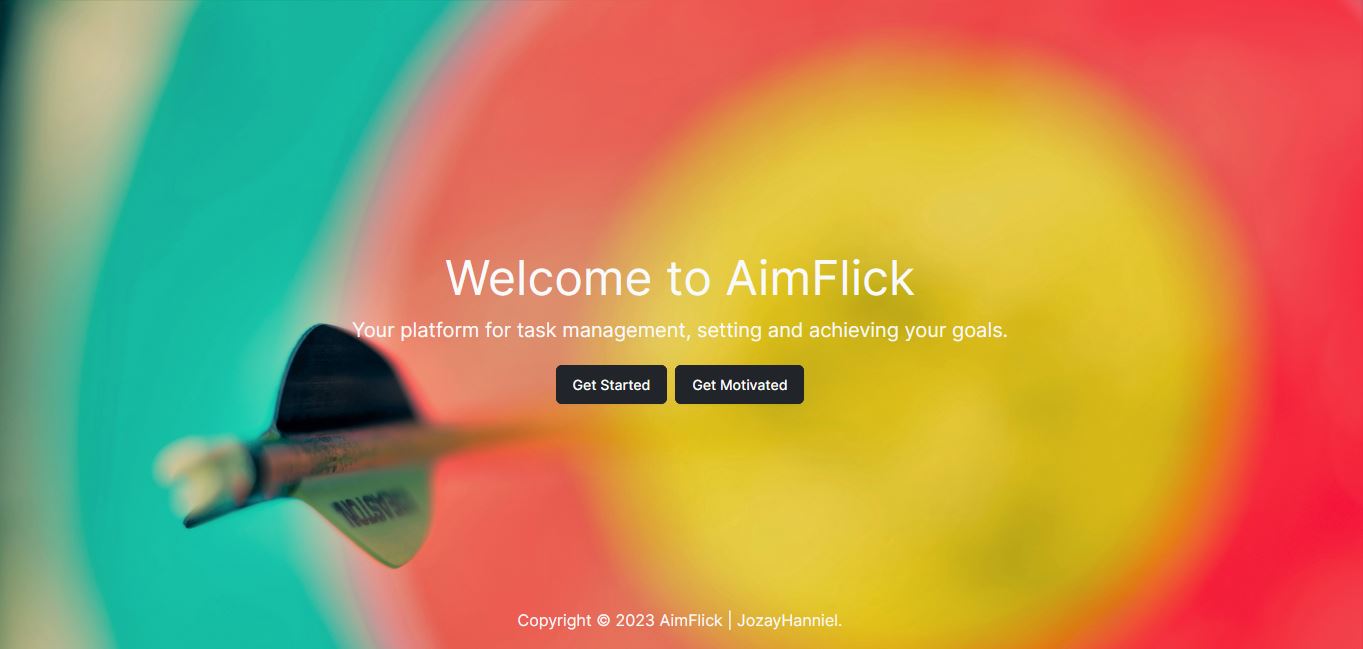 Welcome to AimFlick
Your platform for task management, setting and achieving your goals.
Get Started
Get Motivated
Copyright © 2023 AimFlick | JozayHanniel.